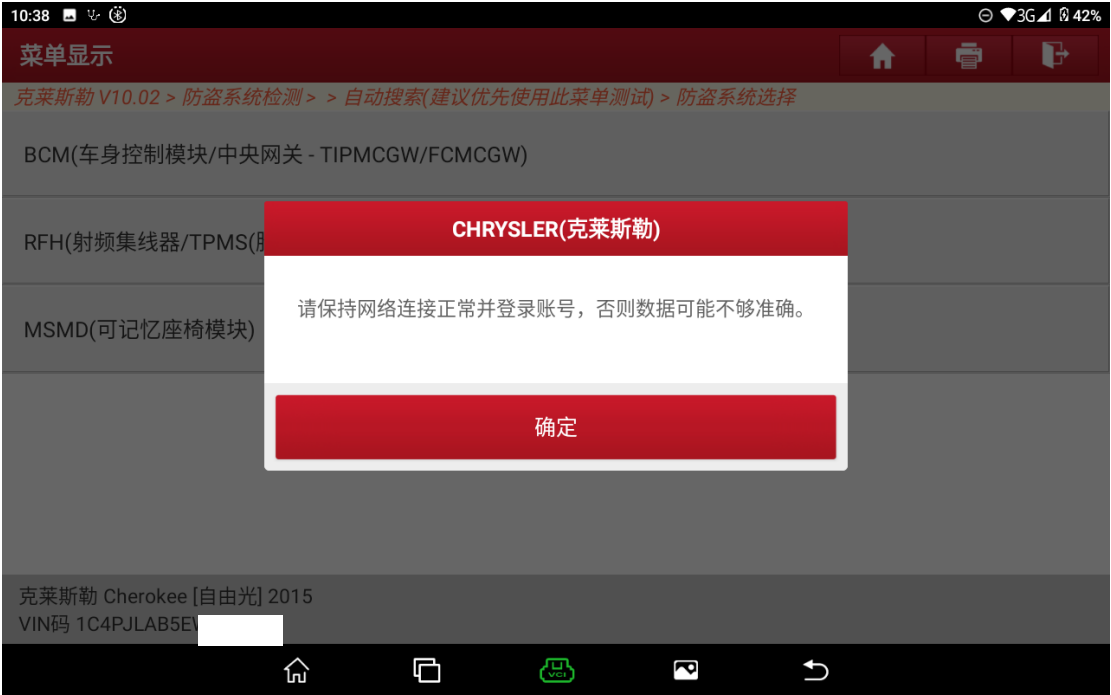 10:38
3G 42%
菜单显示
克莱斯勒 V10.02 > 防盗系统检测 > > 自动搜索(建议优先使用此菜单测试) > 防盗系统选择
BCM(车身控制模块/中央网关 - TIPMCGW/FCMCGW)
RFH(射频集线器/TPMS(
CHRYSLER(克莱斯勒)
请保持网络连接正常并登录账号，否则数据可能不够准确。
MSMD(可记忆座椅模块)
确定
克莱斯勒 Cherokee [自由光] 2015
VIN码 1C4PJLAB5E
VCI